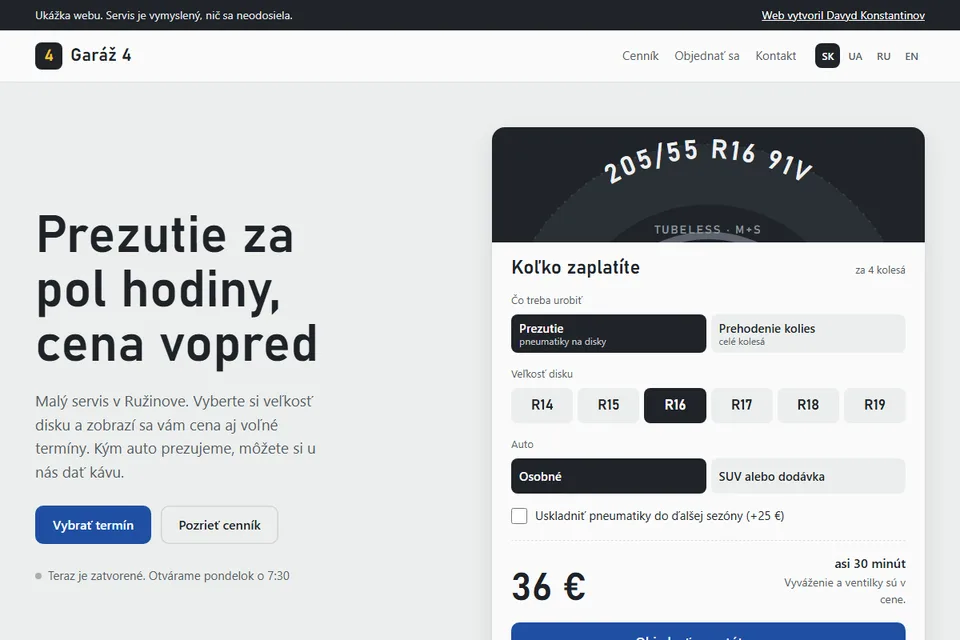 Ukážka webu. Servis je vymyslený, nič sa neodosiela.
Web vytvoril Davyd Konstantinov
4 Garáž 4
Cenník Objednať sa Kontakt SK UA RU EN
Prezutie za
pol hodiny,
cena vopred
Malý servis v Ružinove. Vyberte si veľkosť
disku a zobrazí sa vám cena aj voľné
termíny. Kým auto prezujeme, môžete si u
nás dať kávu.
Vybrať termín Pozrieť cenník
Teraz je zatvorené. Otvárame pondelok o 7:30
205/55 R16 91V
TUBELESS · M+S
Koľko zaplatíte
za 4 kolesá
Čo treba urobiť
Prezutie
pneumatiky na disky
Prehodenie kolies
celé kolesá
Veľkosť disku
R14 R15 R16 R17 R18 R19
Auto
Osobné SUV alebo dodávka
Uskladniť pneumatiky do ďalšej sezóny (+25 €)
36 €
asi 30 minút
Vyváženie a ventilky sú v
cene.